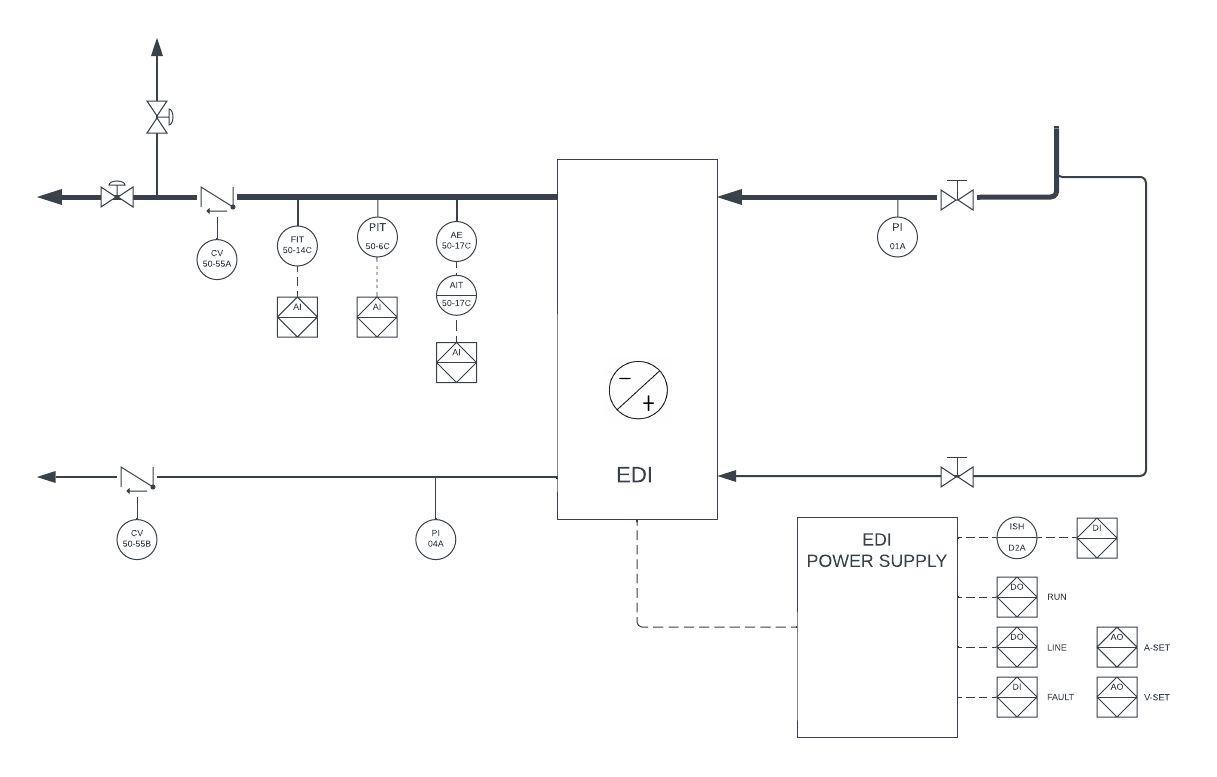 PI
01A
CV
50-55A
FIT
50-14C
PIT
50-6C
AE
50-17C
AIT
50-17C
AI
AI
AI
−
+
EDI
CV
50-55B
PI
04A
EDI
POWER SUPPLY
ISH
D2A
DI
DO
RUN
DO
LINE
AO
A-SET
DI
FAULT
AO
V-SET